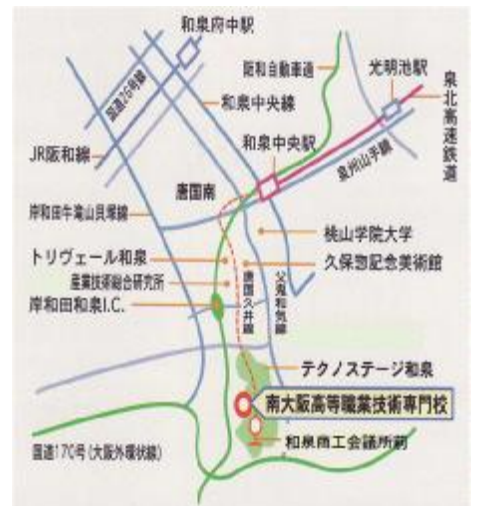 和泉府中駅
国道26号線
阪和自動車道
光明池駅
泉北高速鉄道
和泉中央線
JR阪和線
和泉中央駅
泉州山手線
唐国南
岸和田牛滝山貝塚線
桃山学院大学
トリヴェール和泉
久保惣記念美術館
産業技術総合研究所
岸和田和泉I.C.
唐国久井線
父鬼和気線
テクノステージ和泉
南大阪高等職業技術専門校
和泉商工会議所前
国道170号(大阪外環状線)